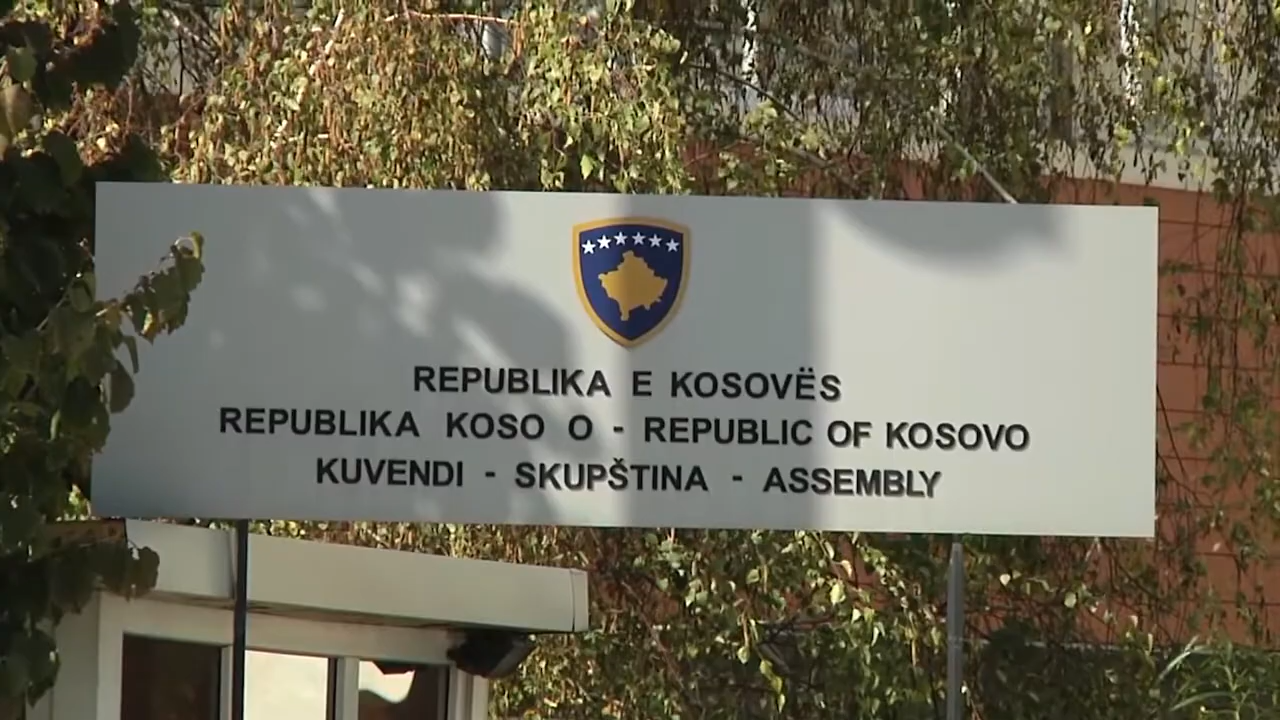 REPUBLIKA E KOSOVËS
REPUBLIKA KOSO O - REPUBLIC OF KOSOVO
KUVENDI - SKUPŠTINA - ASSEMBLY